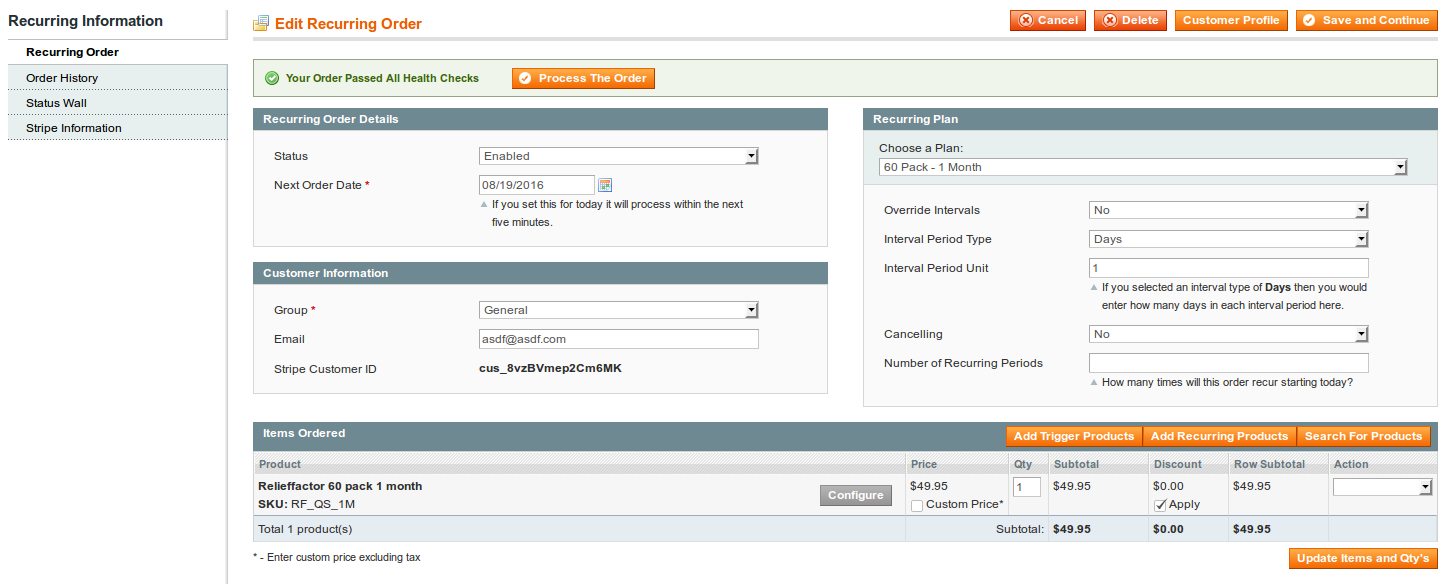 Recurring Information
Recurring Order
Order History
Status Wall
Stripe Information
Edit Recurring Order
Cancel
Delete
Customer Profile
Save and Continue
Your Order Passed All Health Checks
Process The Order
Recurring Order Details
Status
Enabled
Next Order Date *
08/19/2016
If you set this for today it will process within the next
five minutes.
Customer Information
Group *
General
Email
asdf@asdf.com
Stripe Customer ID
cus_8vzBVmep2Cm6MK
Recurring Plan
Choose a Plan:
60 Pack - 1 Month
Override Intervals
No
Interval Period Type
Days
Interval Period Unit
1
If you selected an interval type of Days then you would
enter how many days in each interval period here.
Cancelling
No
Number of Recurring Periods
How many times will this order recur starting today?
Items Ordered
Add Trigger Products
Add Recurring Products
Search For Products
Product Price Qty Subtotal Discount Row Subtotal Action
Relieffactor 60 pack 1 month
SKU: RF_QS_1M
Configure
$49.95
Custom Price*
1
$49.95
$0.00
Apply
$49.95
Total 1 product(s) Subtotal: $49.95 $0.00 $49.95
* - Enter custom price excluding tax
Update Items and Qty's